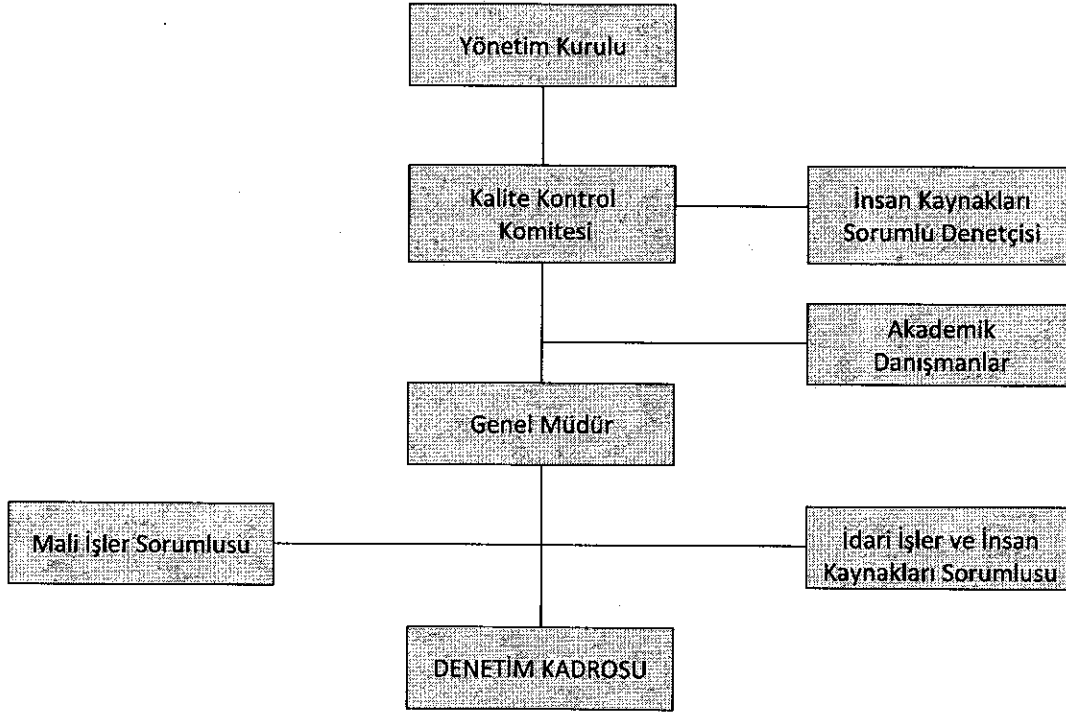 Yönetim Kurulu
Kalite Kontrol
Komitesi
İnsan Kaynakları
Sorumlu Denetçisi
Akademik
Danışmanlar
Genel Müdür
Mali İşler Sorumlusu
İdari İşler ve İnsan
Kaynakları Sorumlusu
DENETİM KADROSU